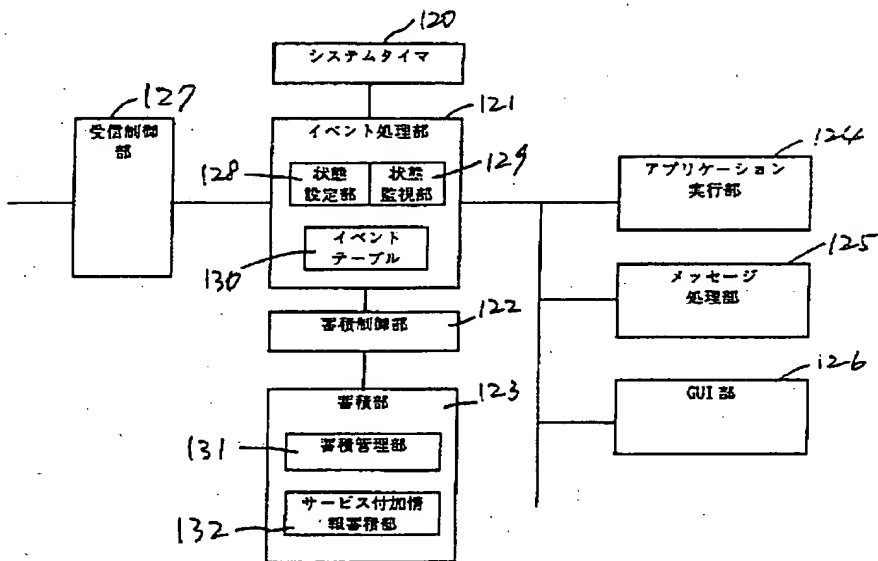 120
システムタイマ
127
受信制御
部
121
イベント処理部
128
状態
設定部
状態
監視部
129
イベント
テーブル
130
124
アプリケーション
実行部
125
メッセージ
処理部
蓄積制御部
122
126
GUI部
蓄積部
123
131
蓄積管理部
サービス付加情
報蓄積部
132